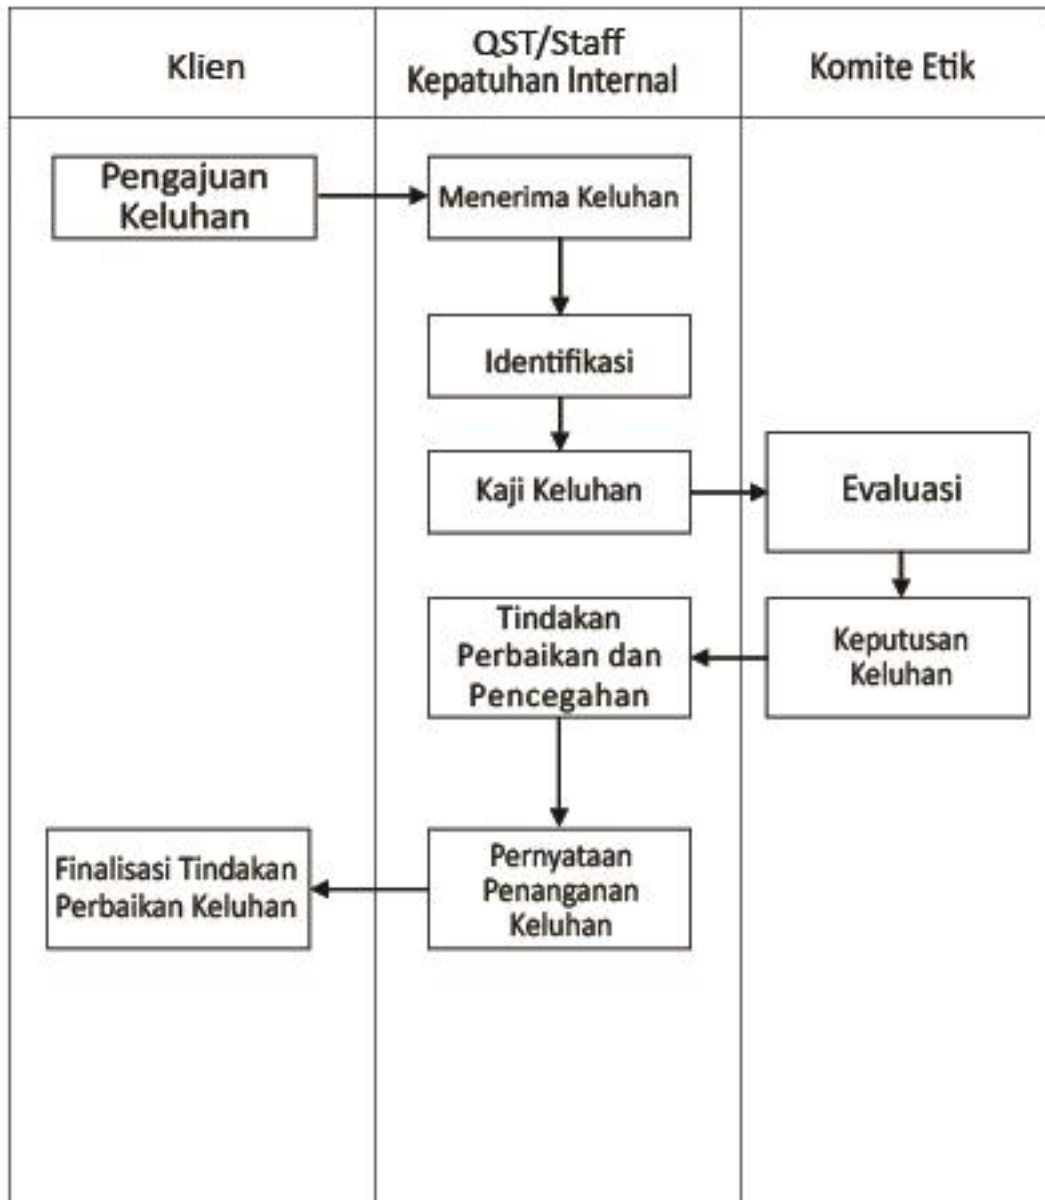 Klien
QST/Staff
Kepatuhan Internal
Komite Etik
Pengajuan
Keluhan
Menerima Keluhan
Identifikasi
Kaji Keluhan
Evaluasi
Tindakan
Perbaikan dan
Pencegahan
Keputusan
Keluhan
Finalisasi Tindakan
Perbaikan Keluhan
Pernyataan
Penanganan
Keluhan